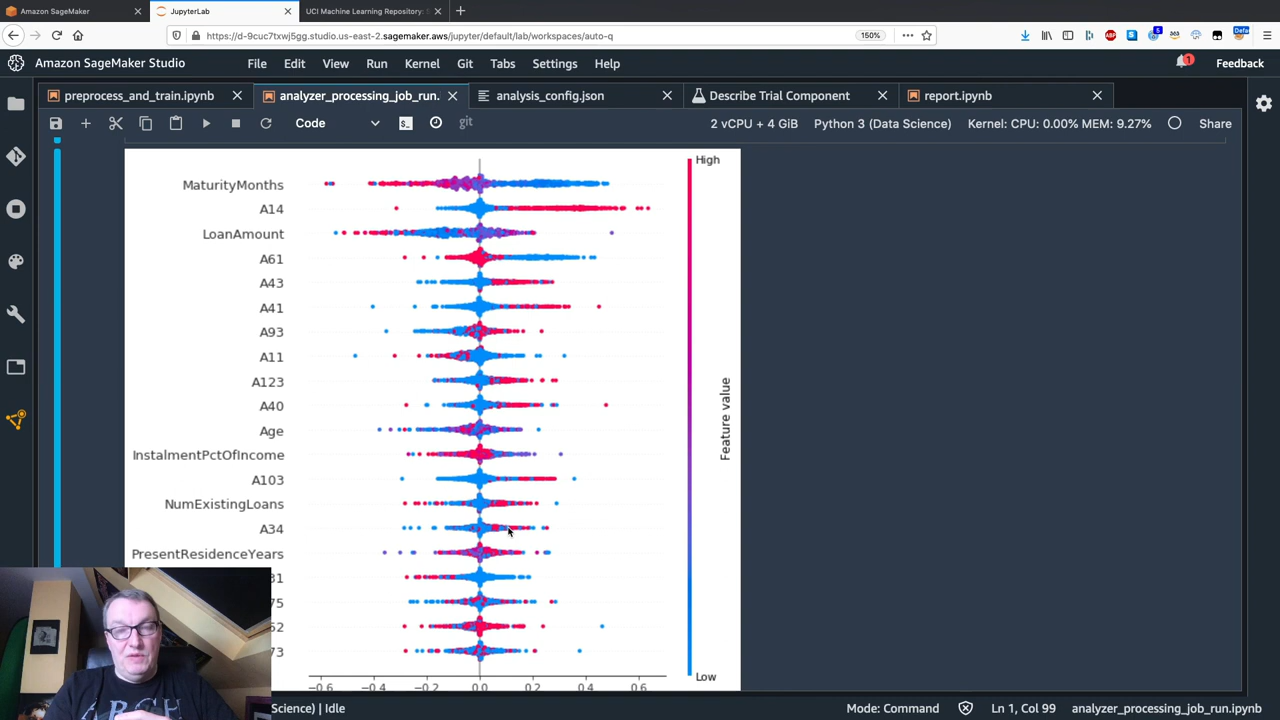 Amazon SageMaker
JupyterLab
UCI Machine Learning Repository: S
https://d-9cuc7txwj5gg.studio.us-east-2.sagemaker.aws/jupyter/default/lab/workspaces/auto-q
150%
Amazon SageMaker Studio
File Edit View Run Kernel Git Tabs Settings Help
1
Feedback
preprocess_and_train.ipynb
analyzer_processing_job_run.
analysis_config.json
Describe Trial Component
report.ipynb
Code
git
2 vCPU + 4 GiB
Python 3 (Data Science)
Kernel: CPU: 0.00% MEM: 9.27%
Share
High
MaturityMonths
A14
LoanAmount
A61
A43
A41
A93
A11
A123
A40
Age
InstalmentPctOfIncome
A103
NumExistingLoans
A34
PresentResidenceYears
Feature value
Low
−0.6 −0.4 −0.2 0.0 0.2 0.4 0.6
Science) | Idle
Mode: Command
Ln 1, Col 99
analyzer_processing_job_run.ipynb